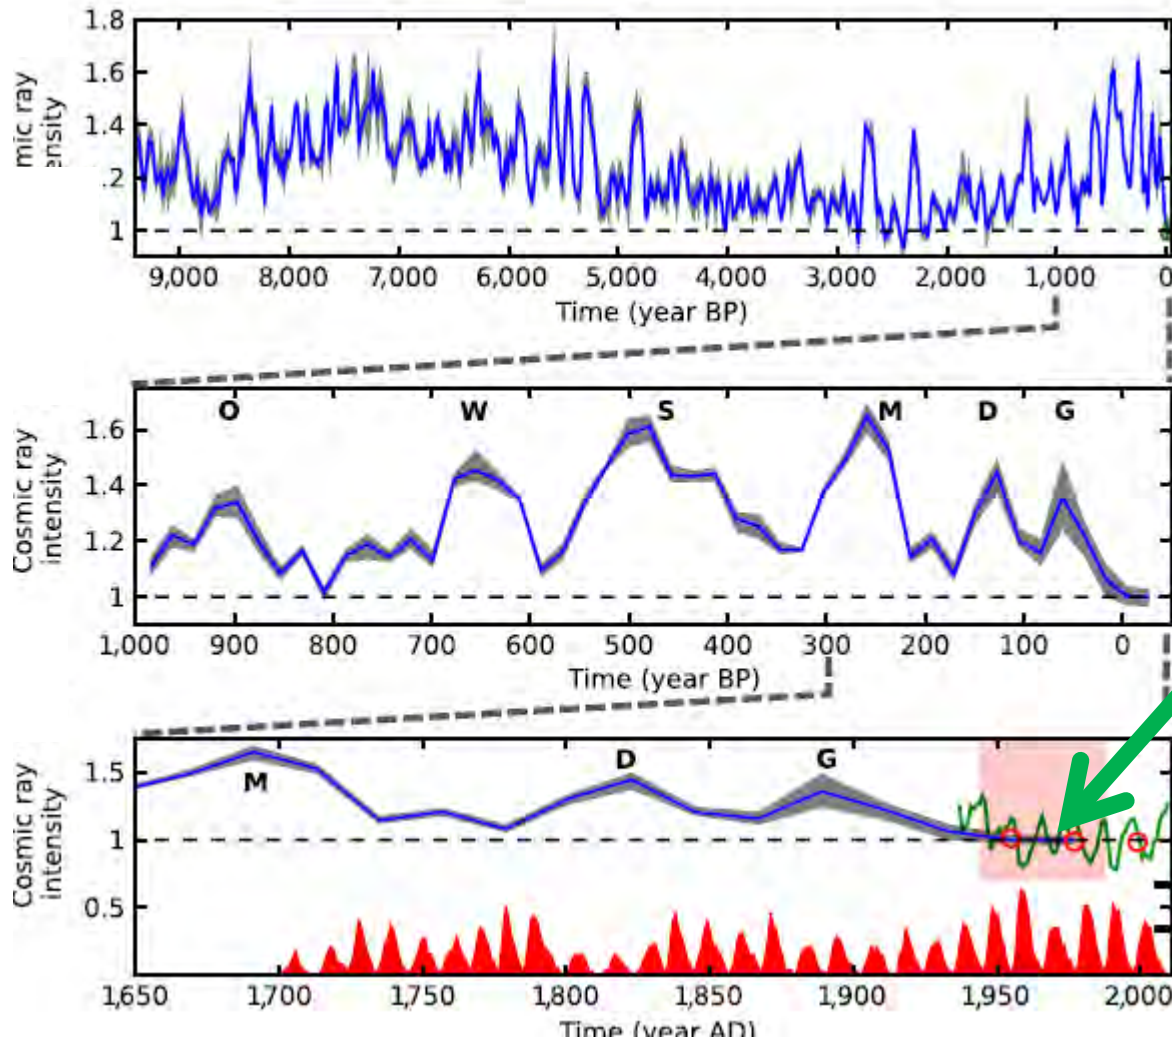 1.8
1.6
1.4
.2
1
mic ray
nsity
9,000 8,000 7,000 6,000 5,000 4,000 3,000 2,000 1,000 0
Time (year BP)
O W S M D G
1.6
1.4
1.2
1
Cosmic ray
intensity
1,000 900 800 700 600 500 400 300 200 100 0
Time (year BP)
M D G
1.5
1
0.5
Cosmic ray
intensity
1,650 1,700 1,750 1,800 1,850 1,900 1,950 2,000
Time (year AD)